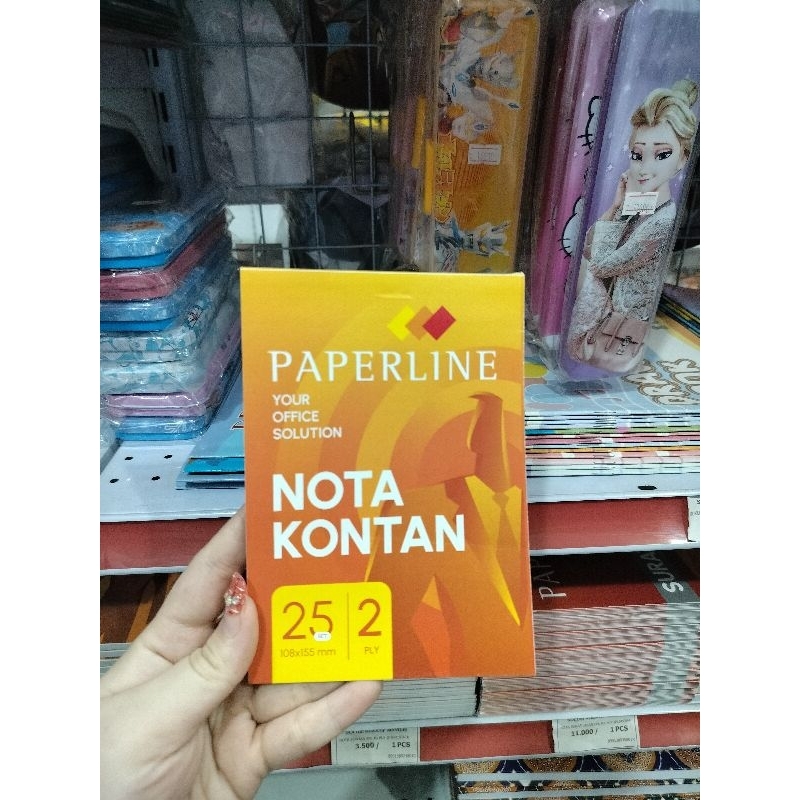 PAPERLINE
YOUR
OFFICE
SOLUTION
NOTA
KONTAN
25 SET
108x155 mm
2
PLY
3.500 / 1 PCS
11.000 / 1 PCS